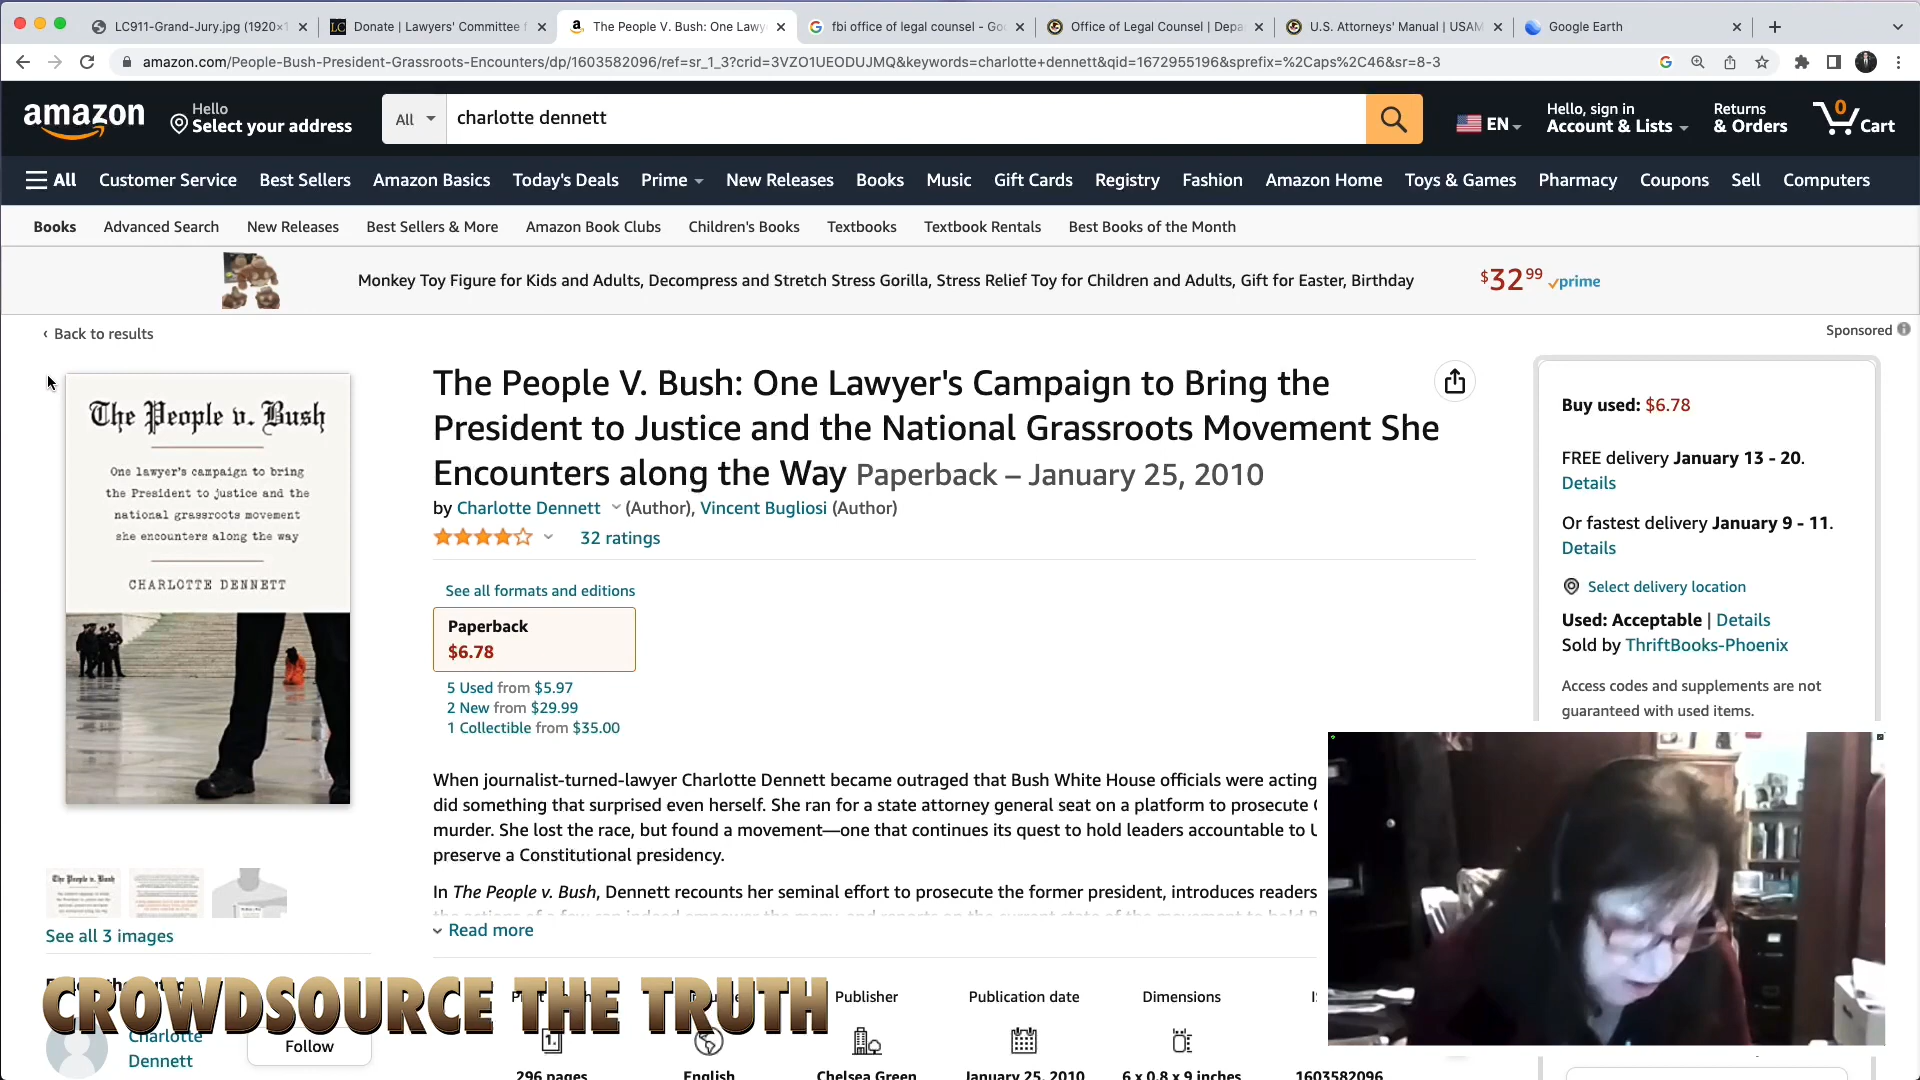 LC911-Grand-Jury.jpg (1920×1
Donate | Lawyers' Committee f
The People V. Bush: One Lawy
fbi office of legal counsel - Goo
Office of Legal Counsel | Depa
U.S. Attorneys' Manual | USAM
Google Earth
amazon.com/People-Bush-President-Grassroots-Encounters/dp/1603582096/ref=sr_1_3?crid=3VZO1UEODUJMQ&keywords=charlotte+dennett&qid=1672955196&sprefix=%2Caps%2C46&sr=8-3
amazon
Hello
Select your address
All
charlotte dennett
EN
Hello, sign in
Account & Lists
Returns
& Orders
0
Cart
All Customer Service Best Sellers Amazon Basics Today's Deals Prime New Releases Books Music Gift Cards Registry Fashion Amazon Home Toys & Games Pharmacy Coupons Sell Computers
Books Advanced Search New Releases Best Sellers & More Amazon Book Clubs Children's Books Textbooks Textbook Rentals Best Books of the Month
Monkey Toy Figure for Kids and Adults, Decompress and Stretch Stress Gorilla, Stress Relief Toy for Children and Adults, Gift for Easter, Birthday
$32 99 prime
‹ Back to results
Sponsored
The People v. Bush
One lawyer's campaign to bring
the President to justice and the
national grassroots movement
she encounters along the way
CHARLOTTE DENNETT
See all 3 images
The People V. Bush: One Lawyer's Campaign to Bring the
President to Justice and the National Grassroots Movement She
Encounters along the Way Paperback – January 25, 2010
by Charlotte Dennett (Author), Vincent Bugliosi (Author)
32 ratings
See all formats and editions
Paperback
$6.78
5 Used from $5.97
2 New from $29.99
1 Collectible from $35.00
When journalist-turned-lawyer Charlotte Dennett became outraged that Bush White House officials were acting
did something that surprised even herself. She ran for a state attorney general seat on a platform to prosecute
murder. She lost the race, but found a movement—one that continues its quest to hold leaders accountable to
preserve a Constitutional presidency.
In The People v. Bush, Dennett recounts her seminal effort to prosecute the former president, introduces readers
Read more
Buy used: $6.78
FREE delivery January 13 - 20.
Details
Or fastest delivery January 9 - 11.
Details
Select delivery location
Used: Acceptable | Details
Sold by ThriftBooks-Phoenix
Access codes and supplements are not
guaranteed with used items.
CROWDSOURCE THE TRUTH
Charlotte
Dennett
Follow
Publisher
Publication date
Dimensions
296 pages
English
Chelsea Green
January 25, 2010
6 x 0.8 x 9 inches
1603582096